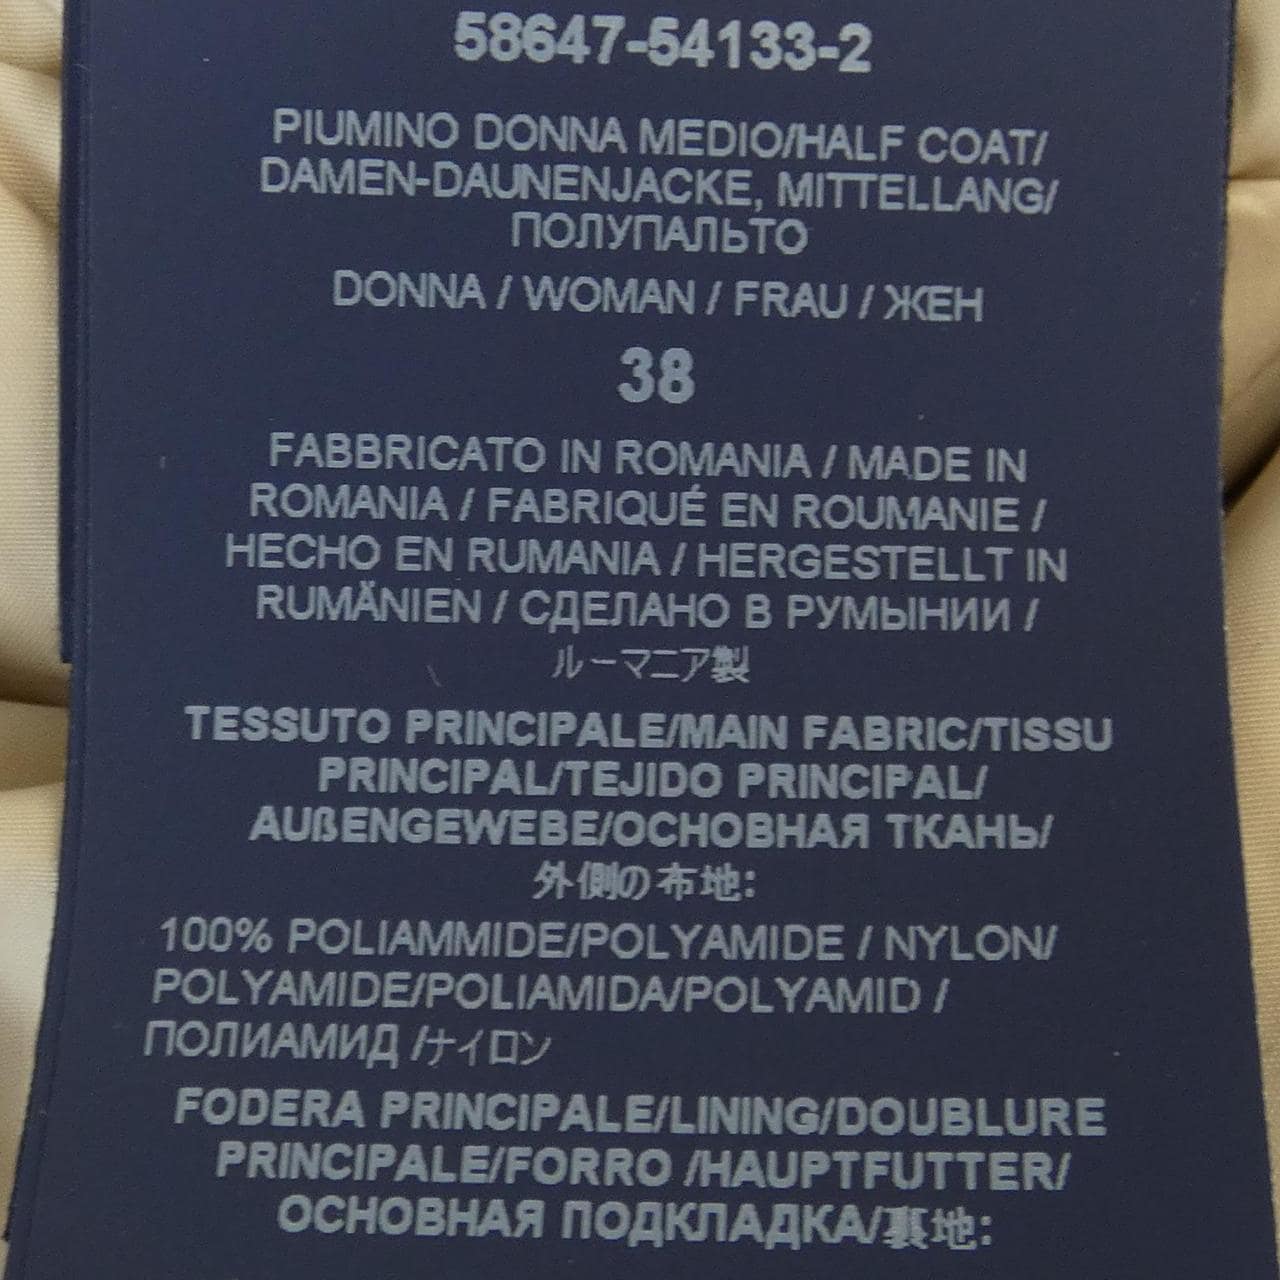 58647-54133-2
PIUMINO DONNA MEDIO/HALF COAT/
DAMEN-DAUNENJACKE, MITTELLANG/
ПОЛУПАЛЬТО
DONNA / WOMAN / FRAU / ЖЕН
38
FABBRICATO IN ROMANIA / MADE IN
ROMANIA / FABRIQUÉ EN ROUMANIE /
HECHO EN RUMANIA / HERGESTELLT IN
RUMÄNIEN / СДЕЛАНО В РУМЫНИИ /
ルーマニア製
TESSUTO PRINCIPALE/MAIN FABRIC/TISSU
PRINCIPAL/TEJIDO PRINCIPAL/
AUßENGEWEBE/ОСНОВНАЯ ТКАНЬ/
外側の布地:
100% POLIAMMIDE/POLYAMIDE / NYLON/
POLYAMIDE/POLIAMIDA/POLYAMID /
ПОЛИАМИД /ナイロン
FODERA PRINCIPALE/LINING/DOUBLURE
PRINCIPALE/FORRO /HAUPTFUTTER/
ОСНОВНАЯ ПОДКЛАДКА/裏地: